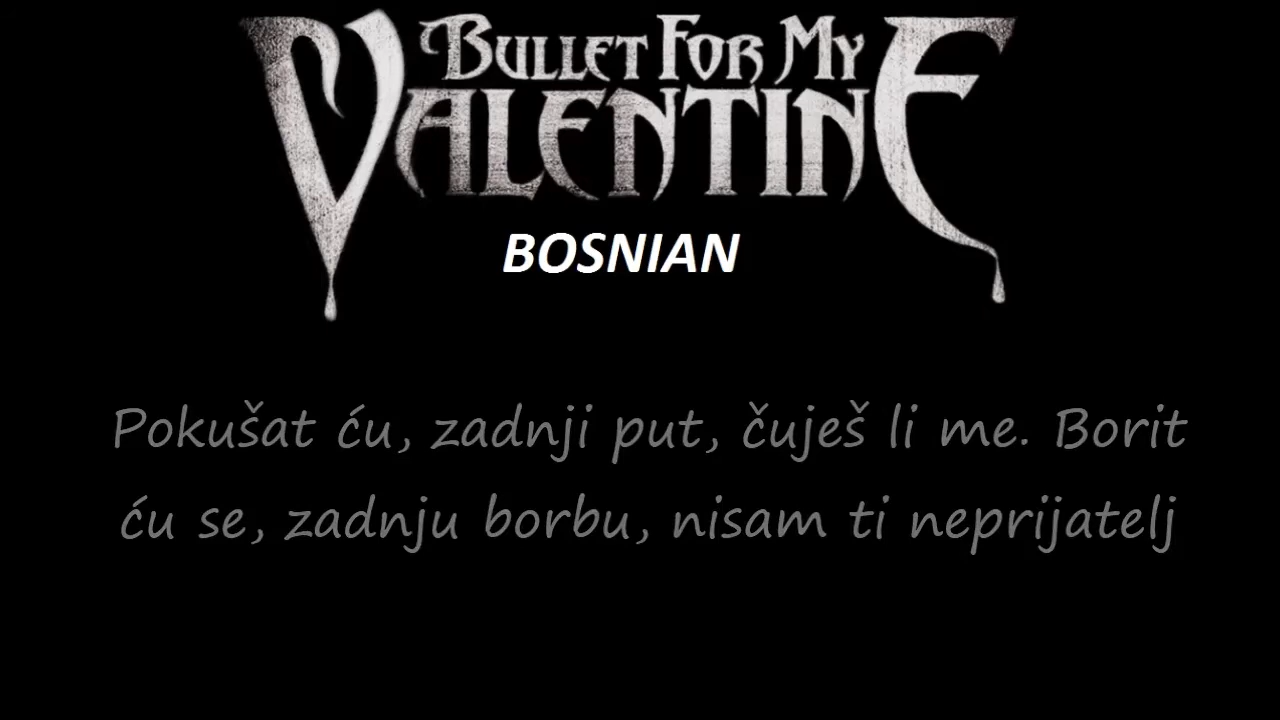 BULLET FOR MY
VALENTINE
BOSNIAN
Pokušat ću, zadnji put, čuješ li me. Borit
ću se, zadnju borbu, nisam ti neprijatelj